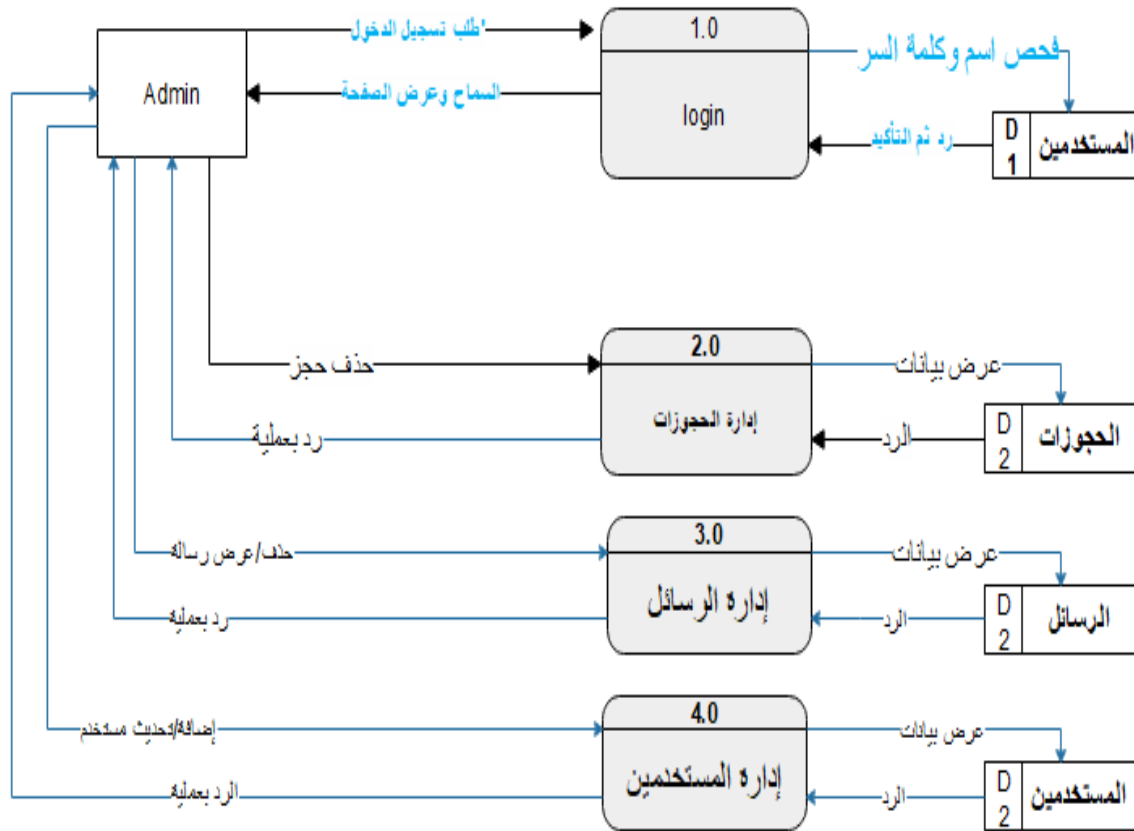 Admin
'طلب تسجيل الدخول
السماح وعرض الصفحة
1.0
login
فحص اسم وكلمة السر
رد ثم التأكيد
D
1
المستخدمين
حذف حجز
رد بعملية
2.0
إدارة الحجوزات
عرض بيانات
الرد
D
2
الحجوزات
حذف/عرض رسالة
رد بعملية
3.0
إداره الرسائل
عرض بيانات
الرد
D
2
الرسائل
إضافة/تحديث مستخدم
الرد بعملية
4.0
إداره المستخدمين
عرض بيانات
الرد
D
2
المستخدمين